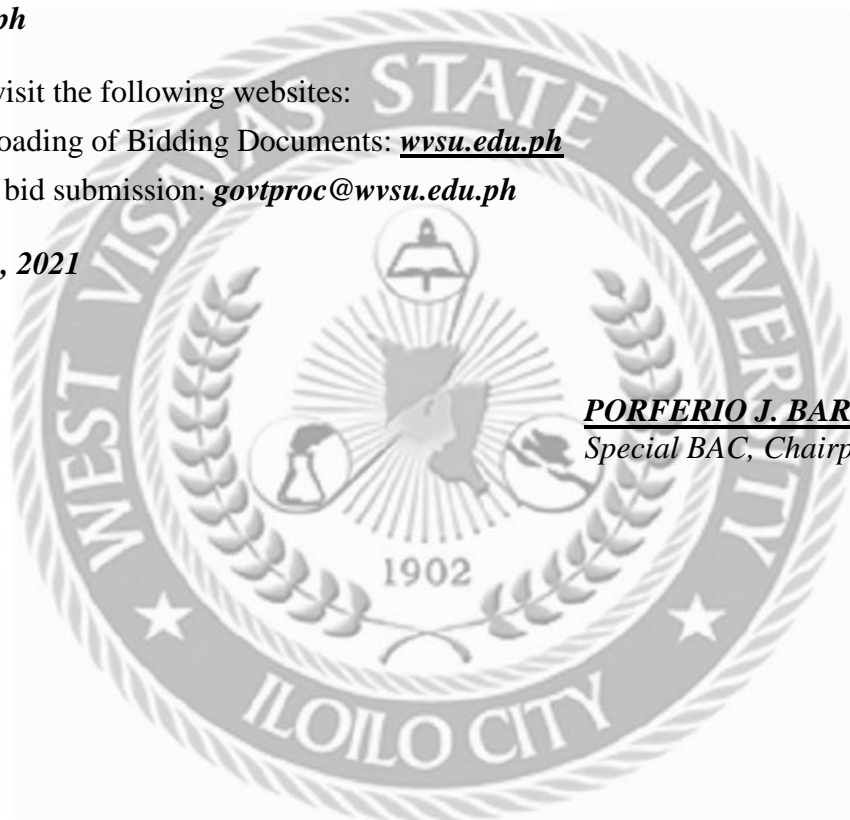 ph
visit the following websites:
oading of Bidding Documents: wvsu.edu.ph
bid submission: govtproc@wvsu.edu.ph
, 2021
PORFERIO J. BAR
Special BAC, Chairp
WEST VISAYAS STATE UNIVERSITY
1902
ILOILO CITY